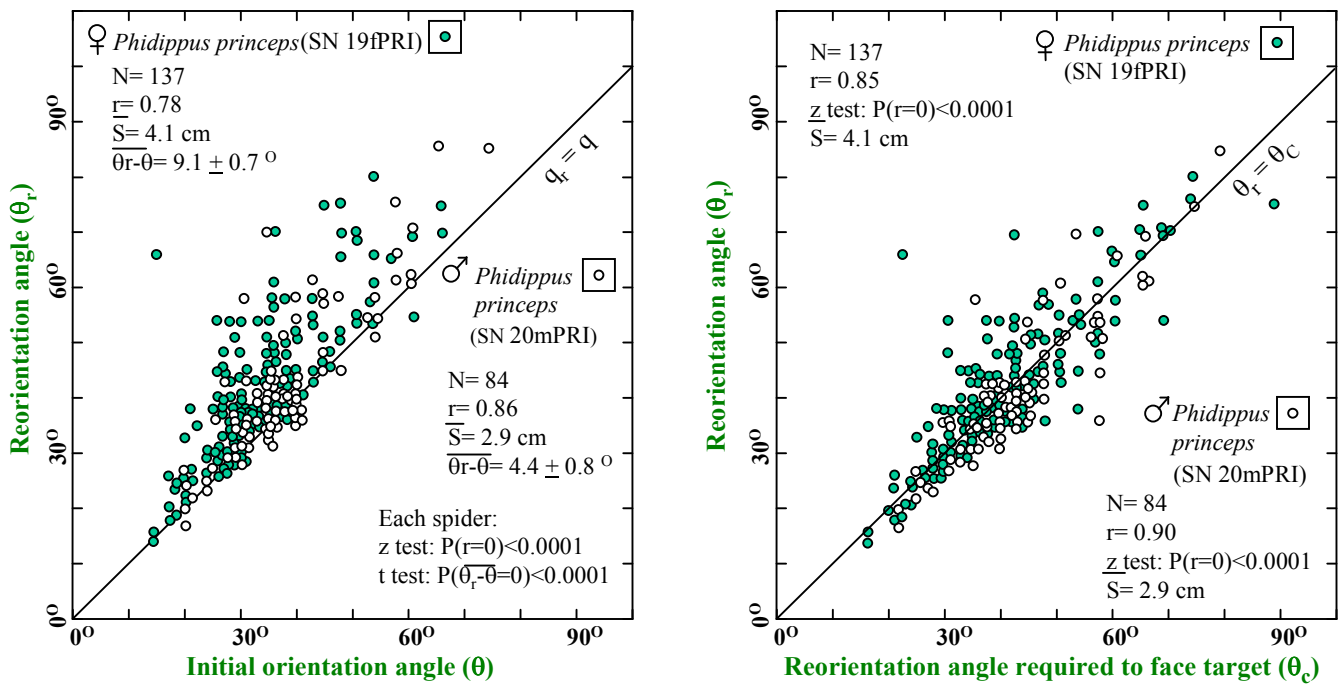 ♀ Phidippus princeps(SN 19fPRI)
N= 137
r= 0.78
S= 4.1 cm
θr-θ= 9.1 ± 0.7 º
qr = q
♂ Phidippus
princeps
(SN 20mPRI)
N= 84
r= 0.86
S= 2.9 cm
θr-θ= 4.4 ± 0.8 º
Each spider:
z test: P(r=0)<0.0001
t test: P(θr-θ=0)<0.0001
Reorientation angle (θr)
90º
60º
30º
0º
0º 30º 60º 90º
Initial orientation angle (θ)
N= 137
r= 0.85
z test: P(r=0)<0.0001
S= 4.1 cm
♀ Phidippus princeps
(SN 19fPRI)
θr = θC
♂ Phidippus
princeps
(SN 20mPRI)
N= 84
r= 0.90
z test: P(r=0)<0.0001
S= 2.9 cm
Reorientation angle (θr)
90º
60º
30º
0º
0º 30º 60º 90º
Reorientation angle required to face target (θc)